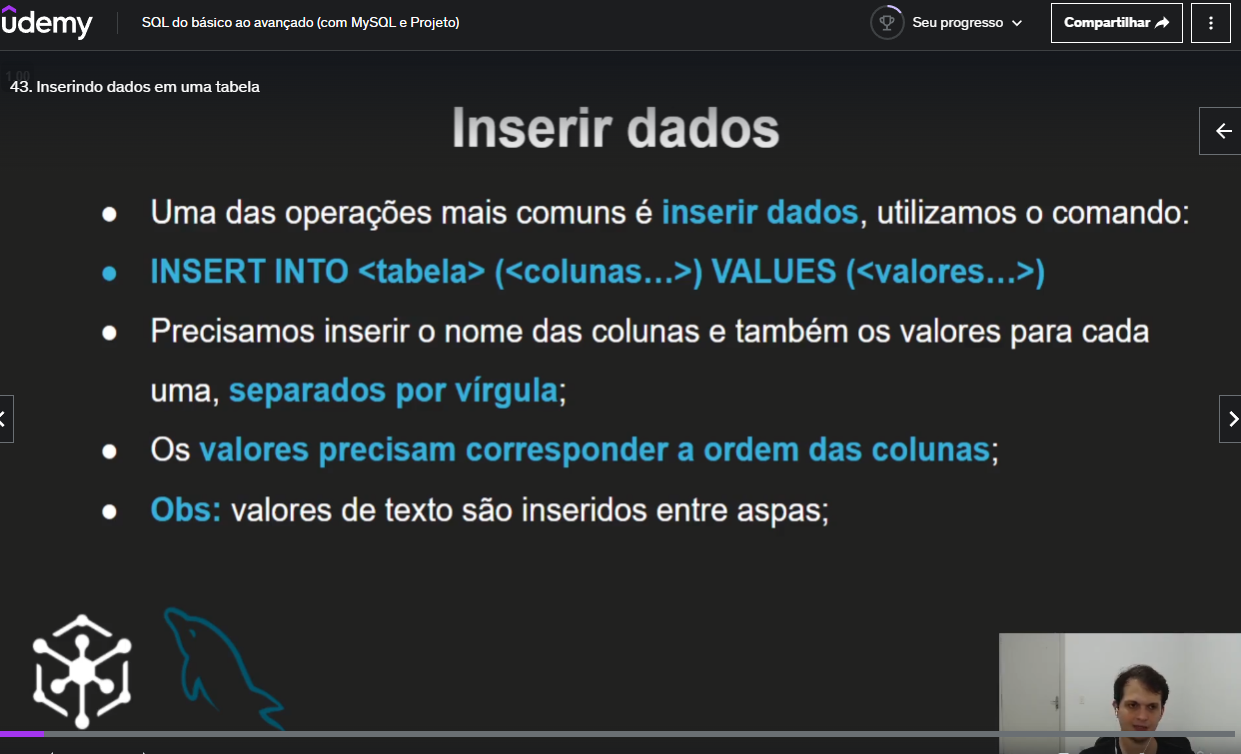 ûdemy
SQL do básico ao avançado (com MySQL e Projeto)
Seu progresso
Compartilhar
1.00
43. Inserindo dados em uma tabela
Inserir dados
● Uma das operações mais comuns é inserir dados, utilizamos o comando:
● INSERT INTO <tabela> (<colunas...>) VALUES (<valores...>)
● Precisamos inserir o nome das colunas e também os valores para cada
uma, separados por vírgula;
● Os valores precisam corresponder a ordem das colunas;
● Obs: valores de texto são inseridos entre aspas;